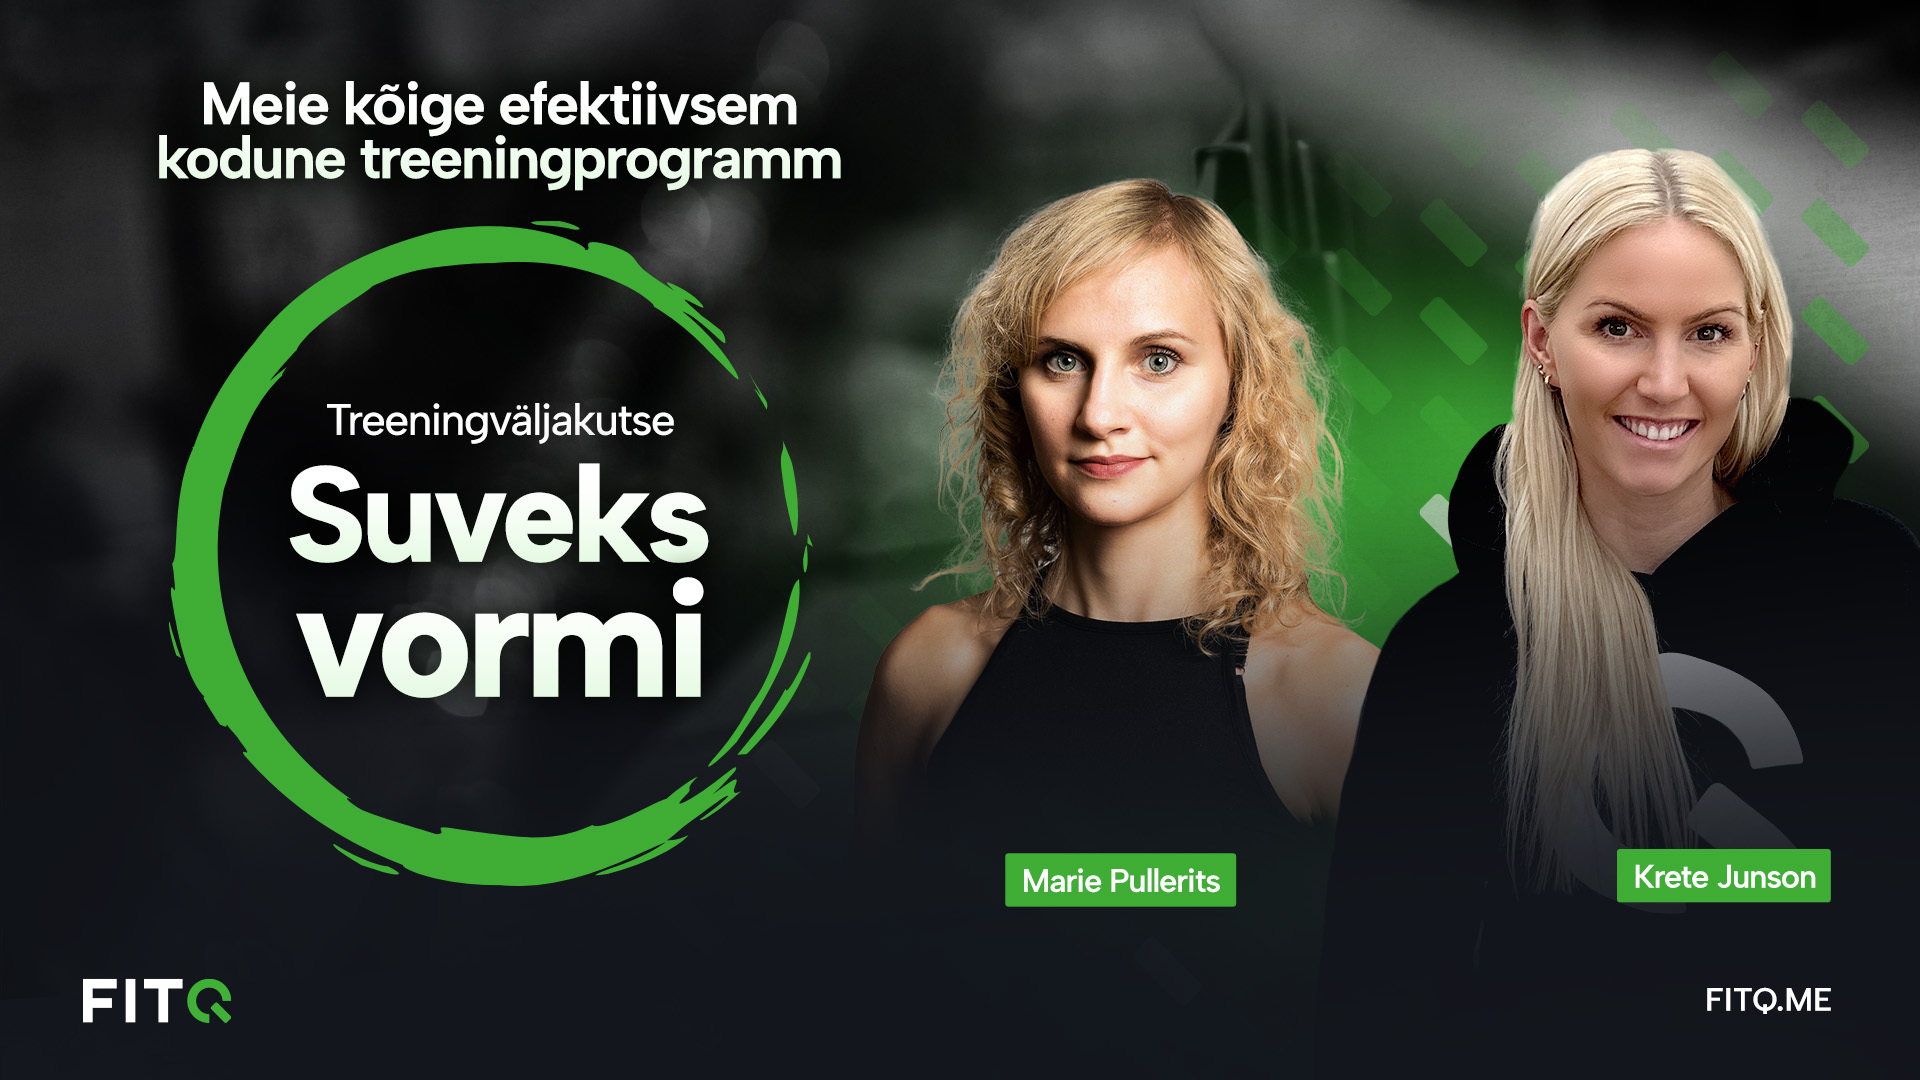 Meie kõige efektiivsem
kodune treeningprogramm
Treeningväljakutse
Suveks
vormi
Marie Pullerits
Krete Junson
FITQ
FITQ.ME